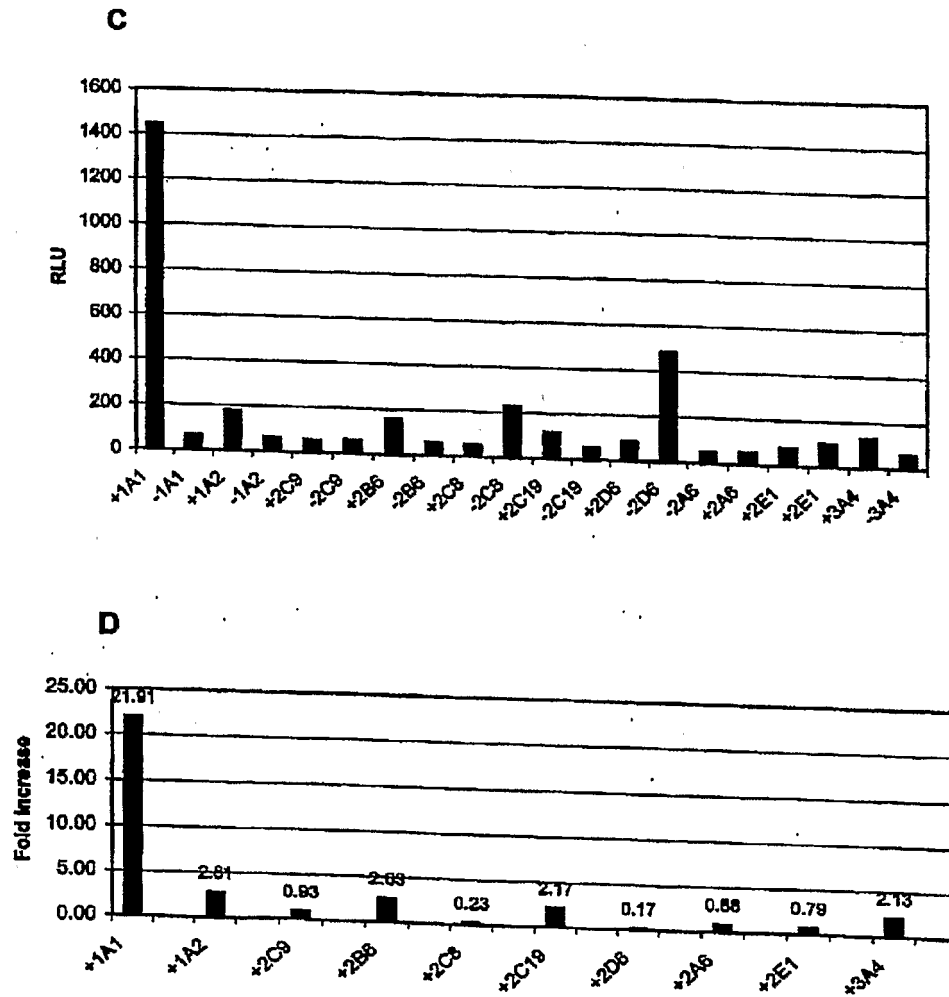 C
1600
1400
1200
1000
800
600
400
200
0
RLU
+1A1 -1A1 +1A2 -1A2 +2C9 -2C9 +2B6 -2B6 +2C8 -2C8 +2C19 -2C19 +2D6 -2D6 -2A6 +2A6 +2E1 +2E1 +3A4 -3A4
D
25.00
20.00
15.00
10.00
5.00
0.00
Fold increase
21.91 2.81 0.93 0.23 2.17 0.17 0.79 2.13
+1A1 +1A2 +2C9 +2B6 +2C8 +2C19 +2D6 +2A6 +2E1 +3A4